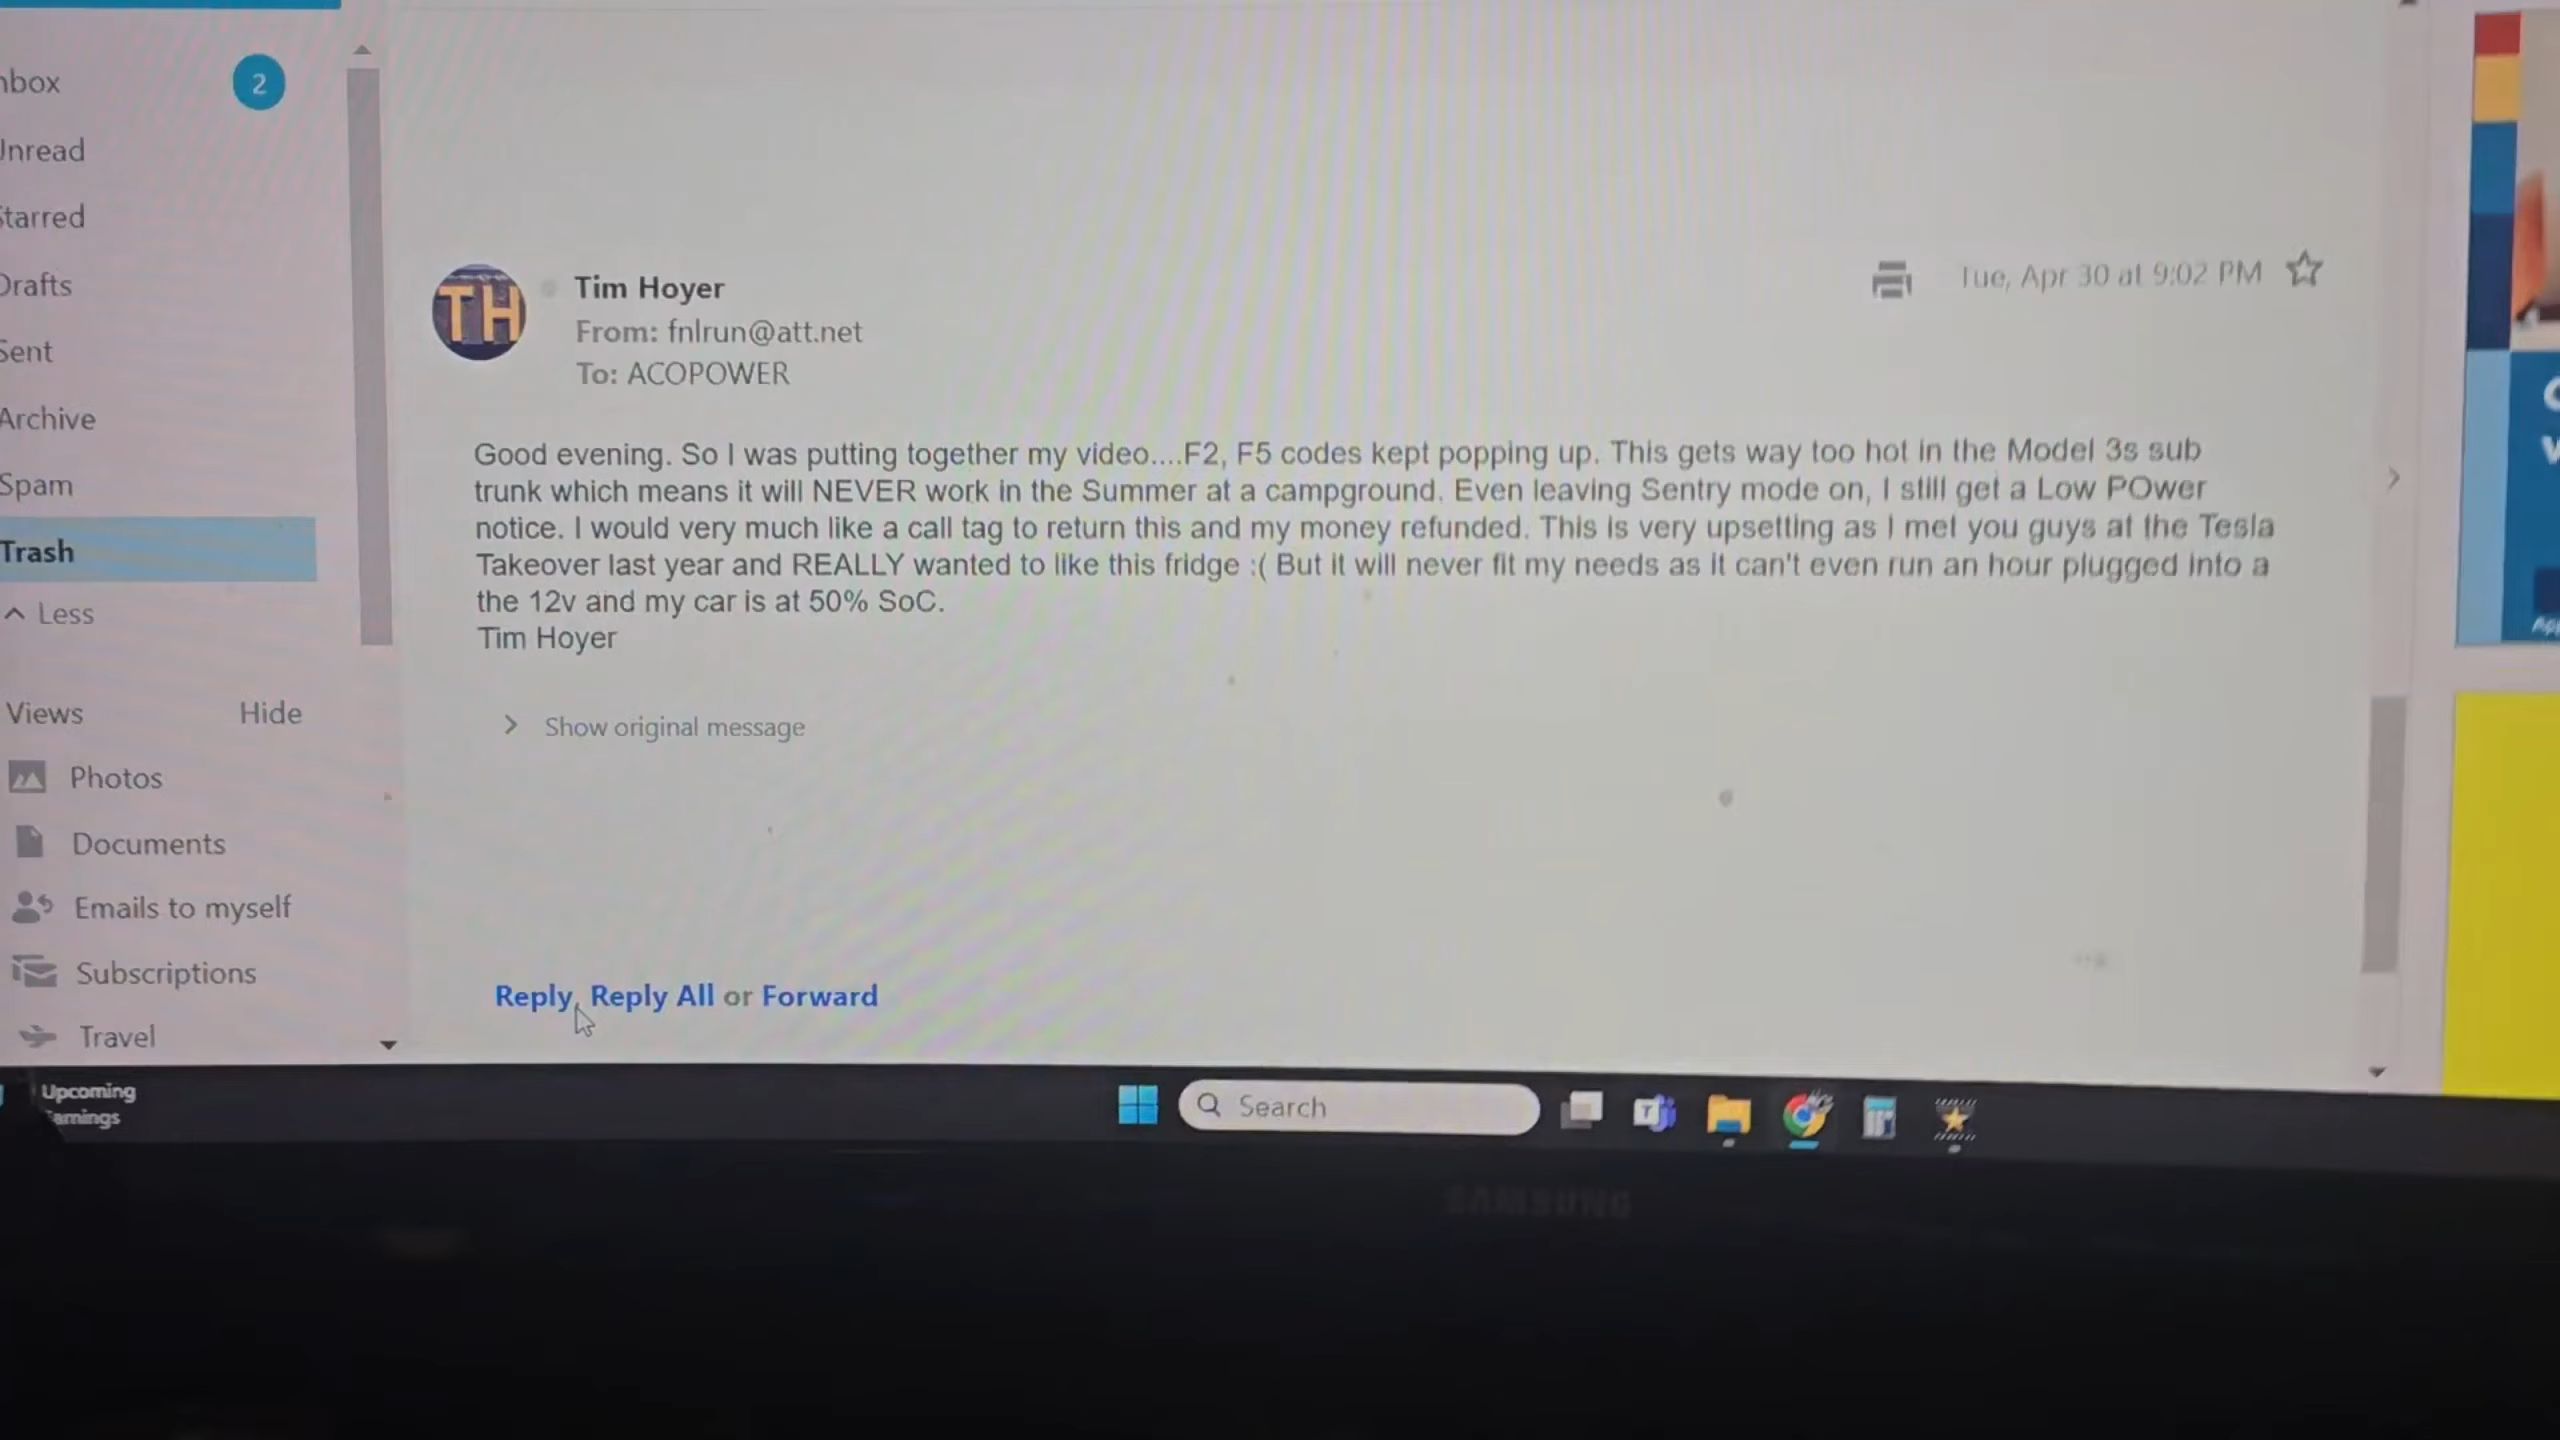 nbox
2
Unread
Starred
Drafts
Sent
Archive
Spam
Trash
Less
Views Hide
Photos
Documents
Emails to myself
Subscriptions
Travel
TH
Tim Hoyer
Tue, Apr 30 at 9:02 PM
From: fnlrun@att.net
To: ACOPOWER
Good evening. So I was putting together my video....F2, F5 codes kept popping up. This gets way too hot in the Model 3s sub
trunk which means it will NEVER work in the Summer at a campground. Even leaving Sentry mode on, I still get a Low POwer
notice. I would very much like a call tag to return this and my money refunded. This is very upsetting as I met you guys at the Tesla
Takeover last year and REALLY wanted to like this fridge :( But it will never fit my needs as it can't even run an hour plugged into a
the 12v and my car is at 50% SoC.
Tim Hoyer
Show original message
Reply, Reply All or Forward
Upcoming
Earnings
Search
SAMSUNG